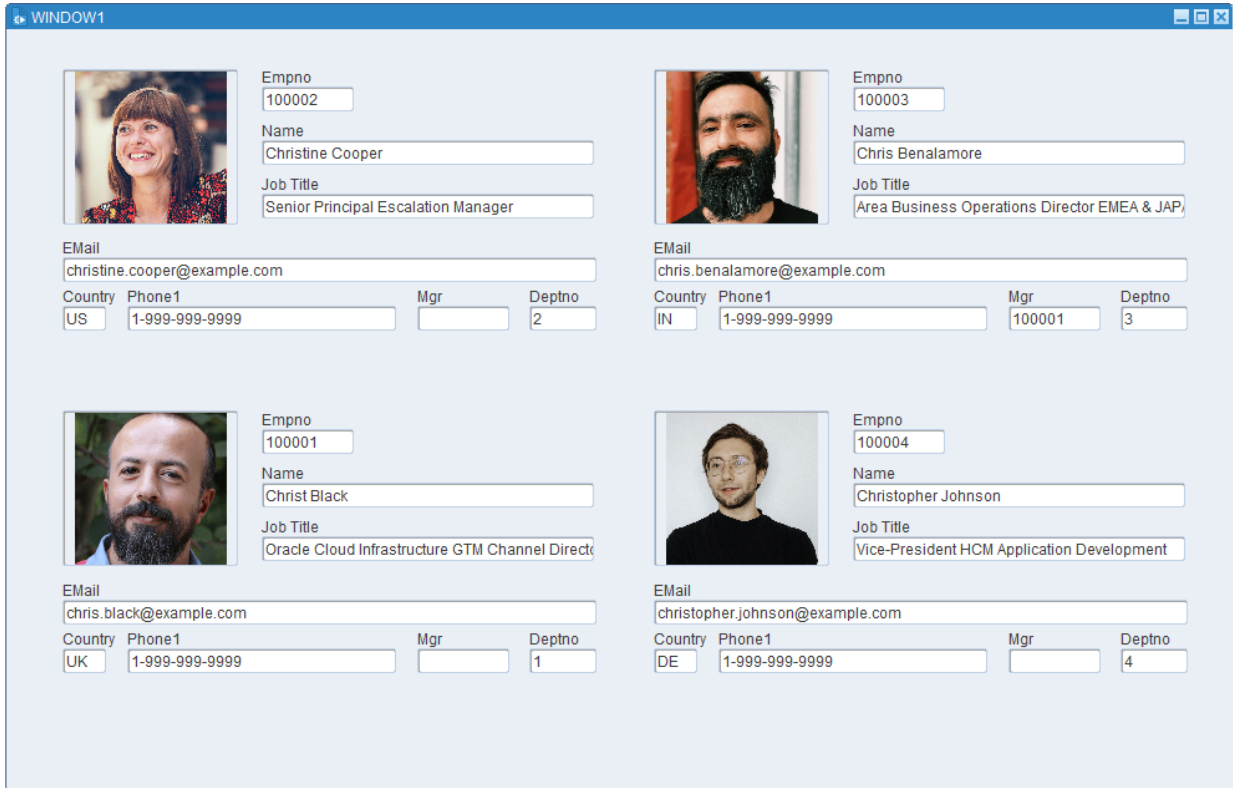 WINDOW1
Empno
100002
Name
Christine Cooper
Job Title
Senior Principal Escalation Manager
EMail
christine.cooper@example.com
Country Phone1 Mgr Deptno
US 1-999-999-9999 2
Empno
100003
Name
Chris Benalamore
Job Title
Area Business Operations Director EMEA & JAP
EMail
chris.benalamore@example.com
Country Phone1 Mgr Deptno
IN 1-999-999-9999 100001 3
Empno
100001
Name
Christ Black
Job Title
Oracle Cloud Infrastructure GTM Channel Direct
EMail
chris.black@example.com
Country Phone1 Mgr Deptno
UK 1-999-999-9999 1
Empno
100004
Name
Christopher Johnson
Job Title
Vice-President HCM Application Development
EMail
christopher.johnson@example.com
Country Phone1 Mgr Deptno
DE 1-999-999-9999 4